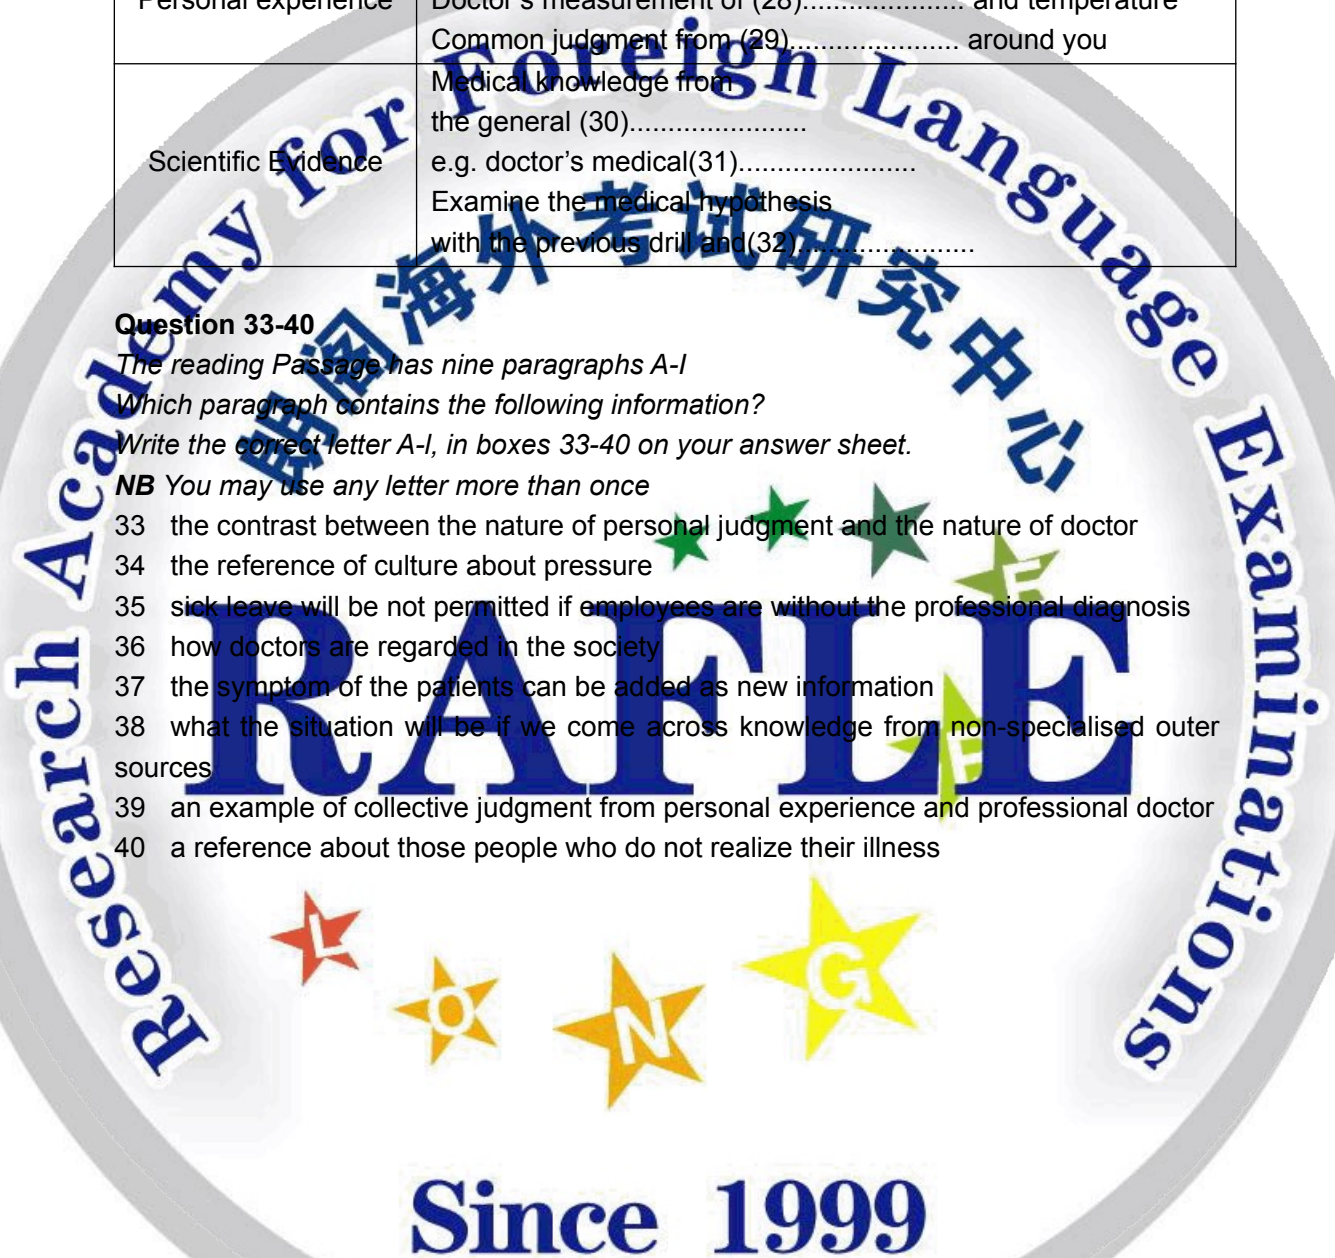 Personal experience
Doctor's measurement of (28)..................... and temperature
Common judgment from (29)...................... around you
Scientific Evidence
Medical knowledge from
the general (30).......................
e.g. doctor's medical(31).......................
Examine the medical hypothesis
with the previous drill and(32).......................
Question 33-40
The reading Passage has nine paragraphs A-I
Which paragraph contains the following information?
Write the correct letter A-I, in boxes 33-40 on your answer sheet.
NB You may use any letter more than once
33 the contrast between the nature of personal judgment and the nature of doctor
34 the reference of culture about pressure
35 sick leave will be not permitted if employees are without the professional diagnosis
36 how doctors are regarded in the society
37 the symptom of the patients can be added as new information
38 what the situation will be if we come across knowledge from non-specialised outer
sources
39 an example of collective judgment from personal experience and professional doctor
40 a reference about those people who do not realize their illness
Research Academy for Foreign Language Examinations
朗阁海外考试研究中心
RAFLE
L O N G
Since 1999